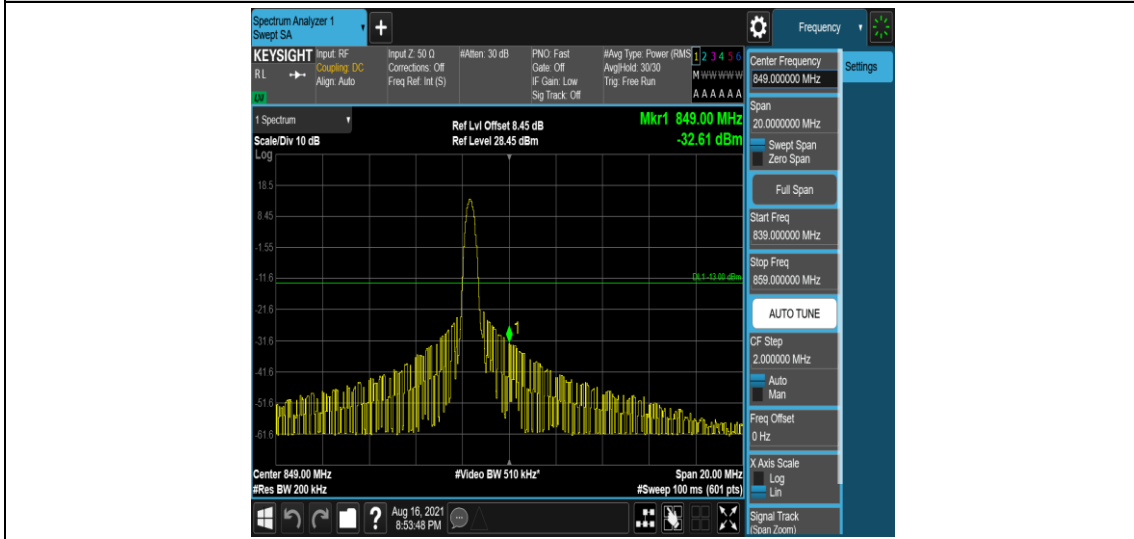 Spectrum Analyzer 1
Swept SA
+
Frequency
KEYSIGHT
RL
LXI
Input: RF
Coupling: DC
Align: Auto
Input Z: 50 Ω
Corrections: Off
Freq Ref: Int (S)
#Atten: 30 dB
PNO: Fast
Gate: Off
IF Gain: Low
Sig Track: Off
#Avg Type: Power (RMS
Avg|Hold: 30/30
Trig: Free Run
1 2 3 4 5 6
M W W W W W
A A A A A A
1 Spectrum
Scale/Div 10 dB
Log
Ref Lvl Offset 8.45 dB
Ref Level 28.45 dBm
Mkr1 849.00 MHz
-32.61 dBm
18.5
8.45
-1.55
-11.6
-21.6
-31.6
-41.6
-51.6
-61.6
DL1 -13.00 dBm
1
Center 849.00 MHz
#Res BW 200 kHz
#Video BW 510 kHz*
Span 20.00 MHz
#Sweep 100 ms (601 pts)
Center Frequency
849.000000 MHz
Settings
Span
20.0000000 MHz
Swept Span
Zero Span
Full Span
Start Freq
839.000000 MHz
Stop Freq
859.000000 MHz
AUTO TUNE
CF Step
2.000000 MHz
Auto
Man
Freq Offset
0 Hz
X Axis Scale
Log
Lin
Signal Track
(Span Zoom)
?
Aug 16, 2021
8:53:48 PM